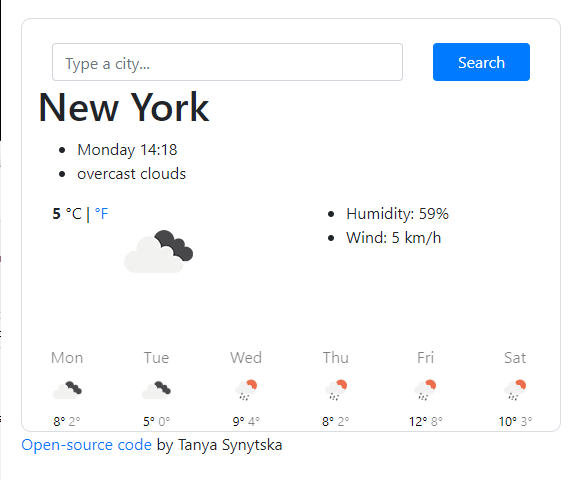 Type a city...
Search
New York
Monday 14:18
overcast clouds
5 °C | °F
Humidity: 59%
Wind: 5 km/h
Mon Tue Wed Thu Fri Sat
8° 2° 5° 0° 9° 4° 8° 2° 12° 8° 10° 3°
Open-source code by Tanya Synytska